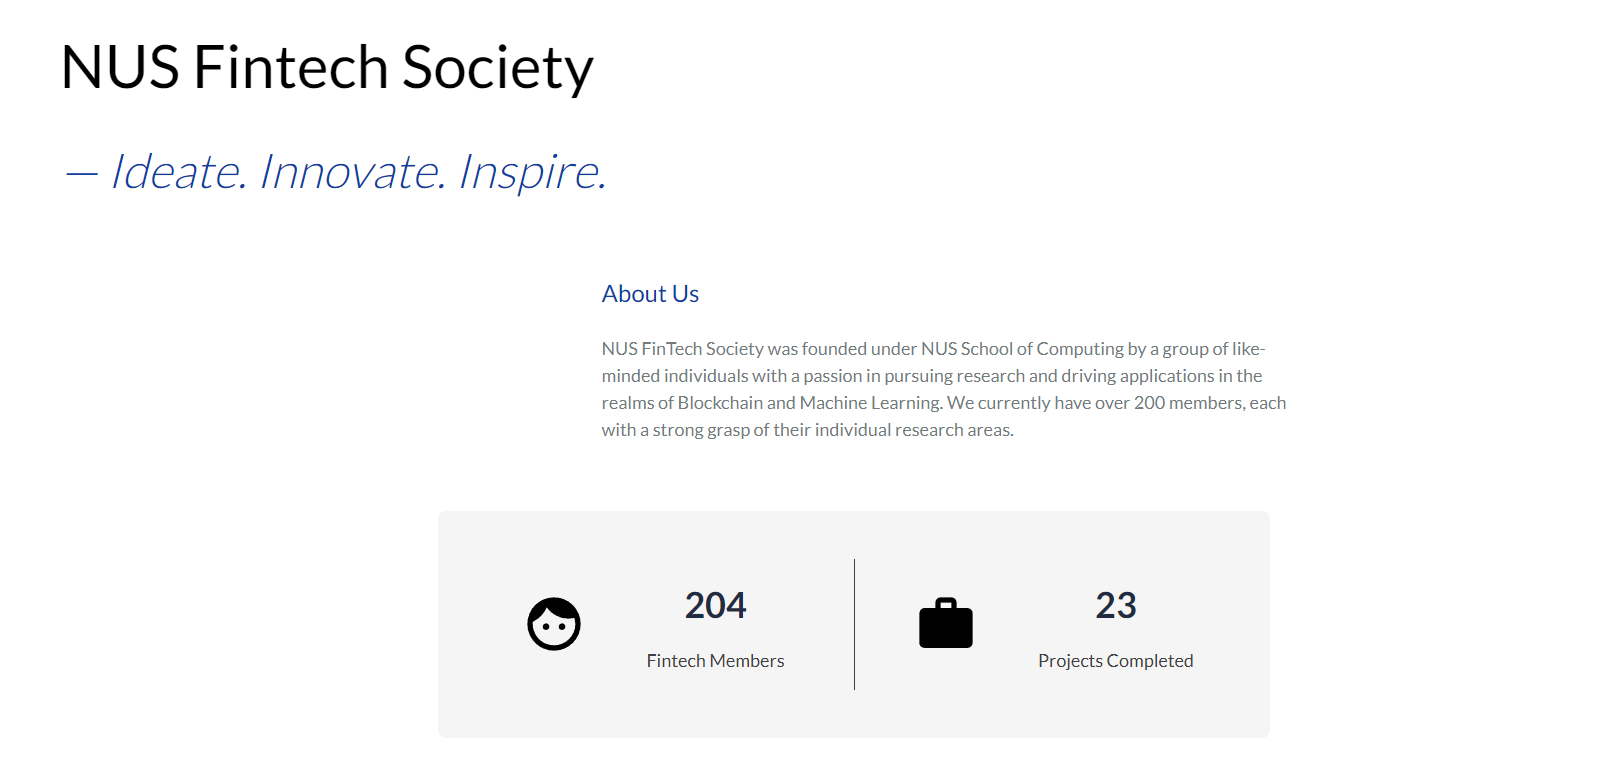 NUS Fintech Society
— Ideate. Innovate. Inspire.
About Us
NUS FinTech Society was founded under NUS School of Computing by a group of like-
minded individuals with a passion in pursuing research and driving applications in the
realms of Blockchain and Machine Learning. We currently have over 200 members, each
with a strong grasp of their individual research areas.
204
Fintech Members
23
Projects Completed